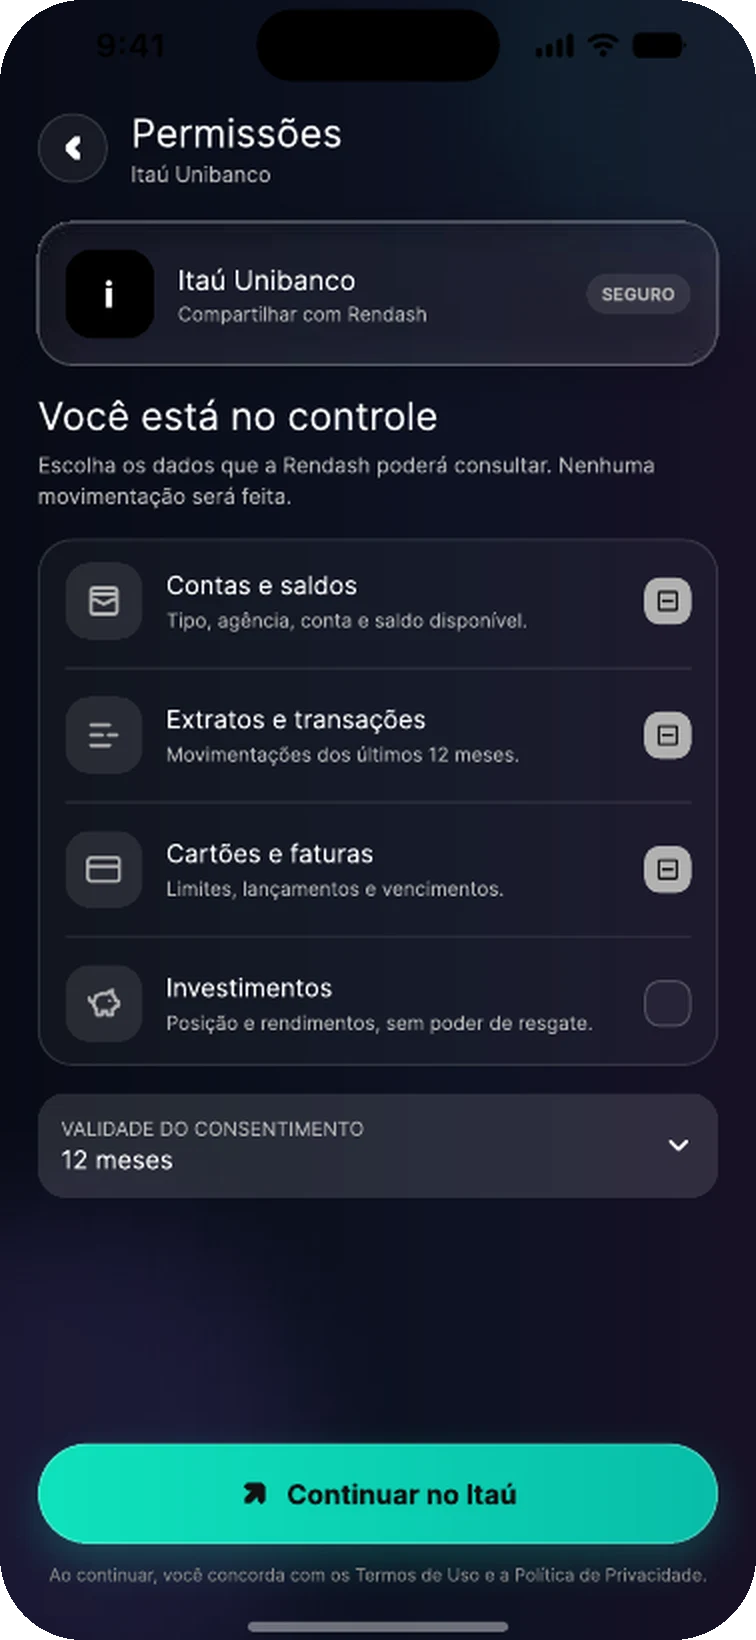 9:41
Permissões
Itaú Unibanco
i
Itaú Unibanco
Compartilhar com Rendash
SEGURO
Você está no controle
Escolha os dados que a Rendash poderá consultar. Nenhuma
movimentação será feita.
Contas e saldos
Tipo, agência, conta e saldo disponível.
Extratos e transações
Movimentações dos últimos 12 meses.
Cartões e faturas
Limites, lançamentos e vencimentos.
Investimentos
Posição e rendimentos, sem poder de resgate.
VALIDADE DO CONSENTIMENTO
12 meses
Continuar no Itaú
Ao continuar, você concorda com os Termos de Uso e a Política de Privacidade.